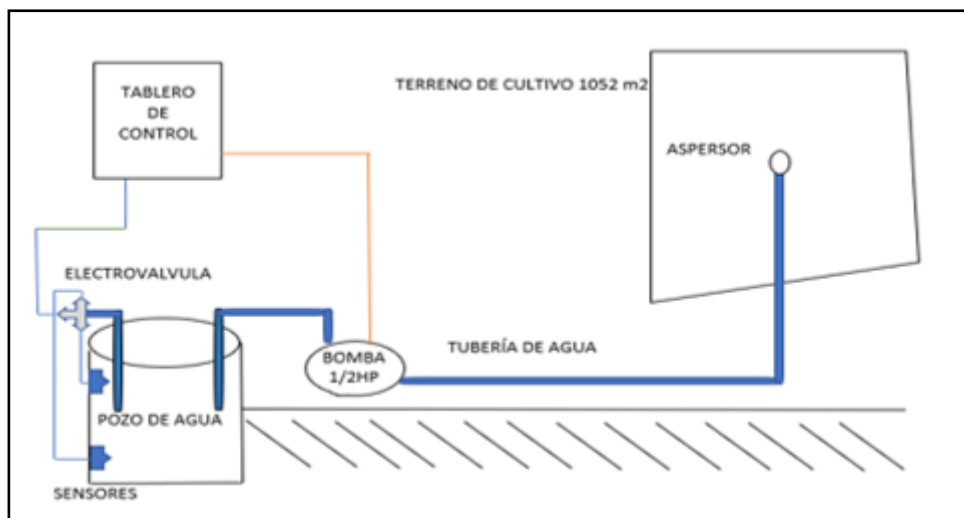 TABLERO
DE
CONTROL
TERRENO DE CULTIVO 1052 m2
ASPERSOR
ELECTROVALVULA
BOMBA
1/2HP
TUBERÍA DE AGUA
POZO DE AGUA
SENSORES